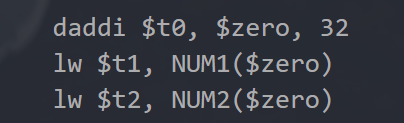 daddi $t0, $zero, 32
lw $t1, NUM1($zero)
lw $t2, NUM2($zero)